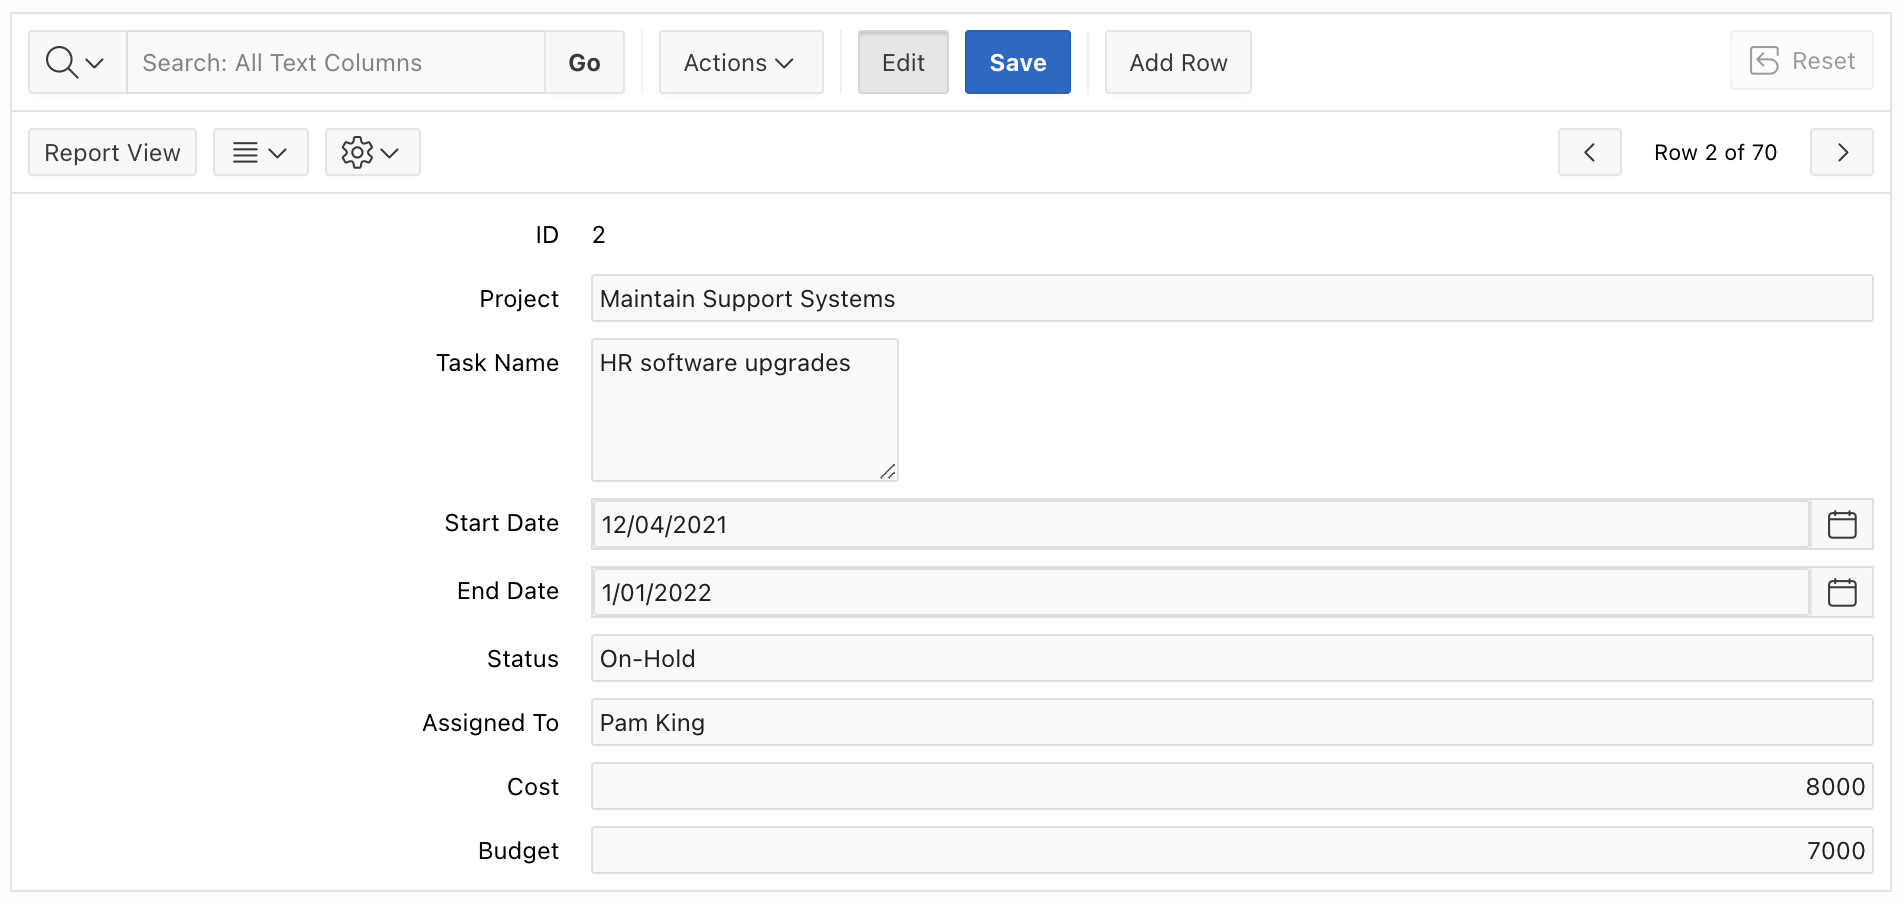 Search: All Text Columns Go Actions Edit Save Add Row Reset
Report View Row 2 of 70
ID 2
Project Maintain Support Systems
Task Name HR software upgrades
Start Date 12/04/2021
End Date 1/01/2022
Status On-Hold
Assigned To Pam King
Cost 8000
Budget 7000